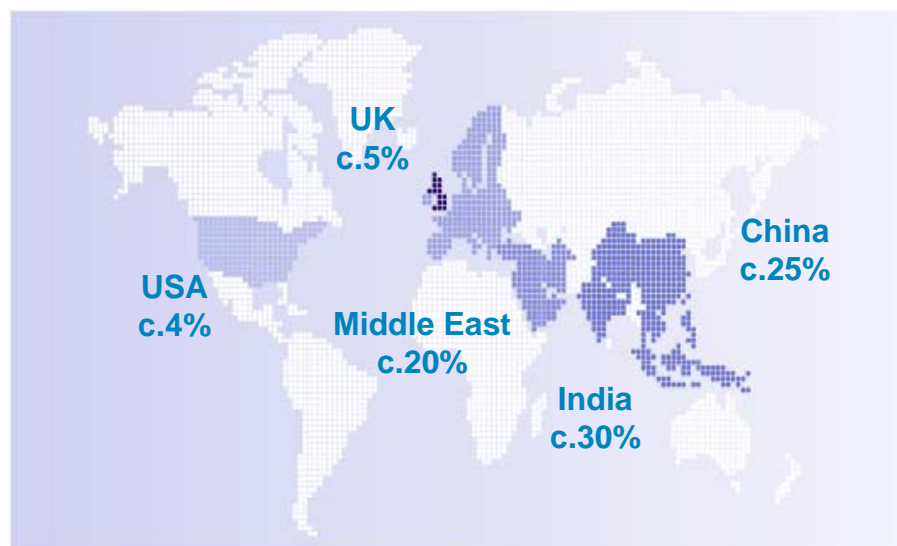 UK
c.5%
China
c.25%
USA
c.4%
Middle East
c.20%
India
c.30%